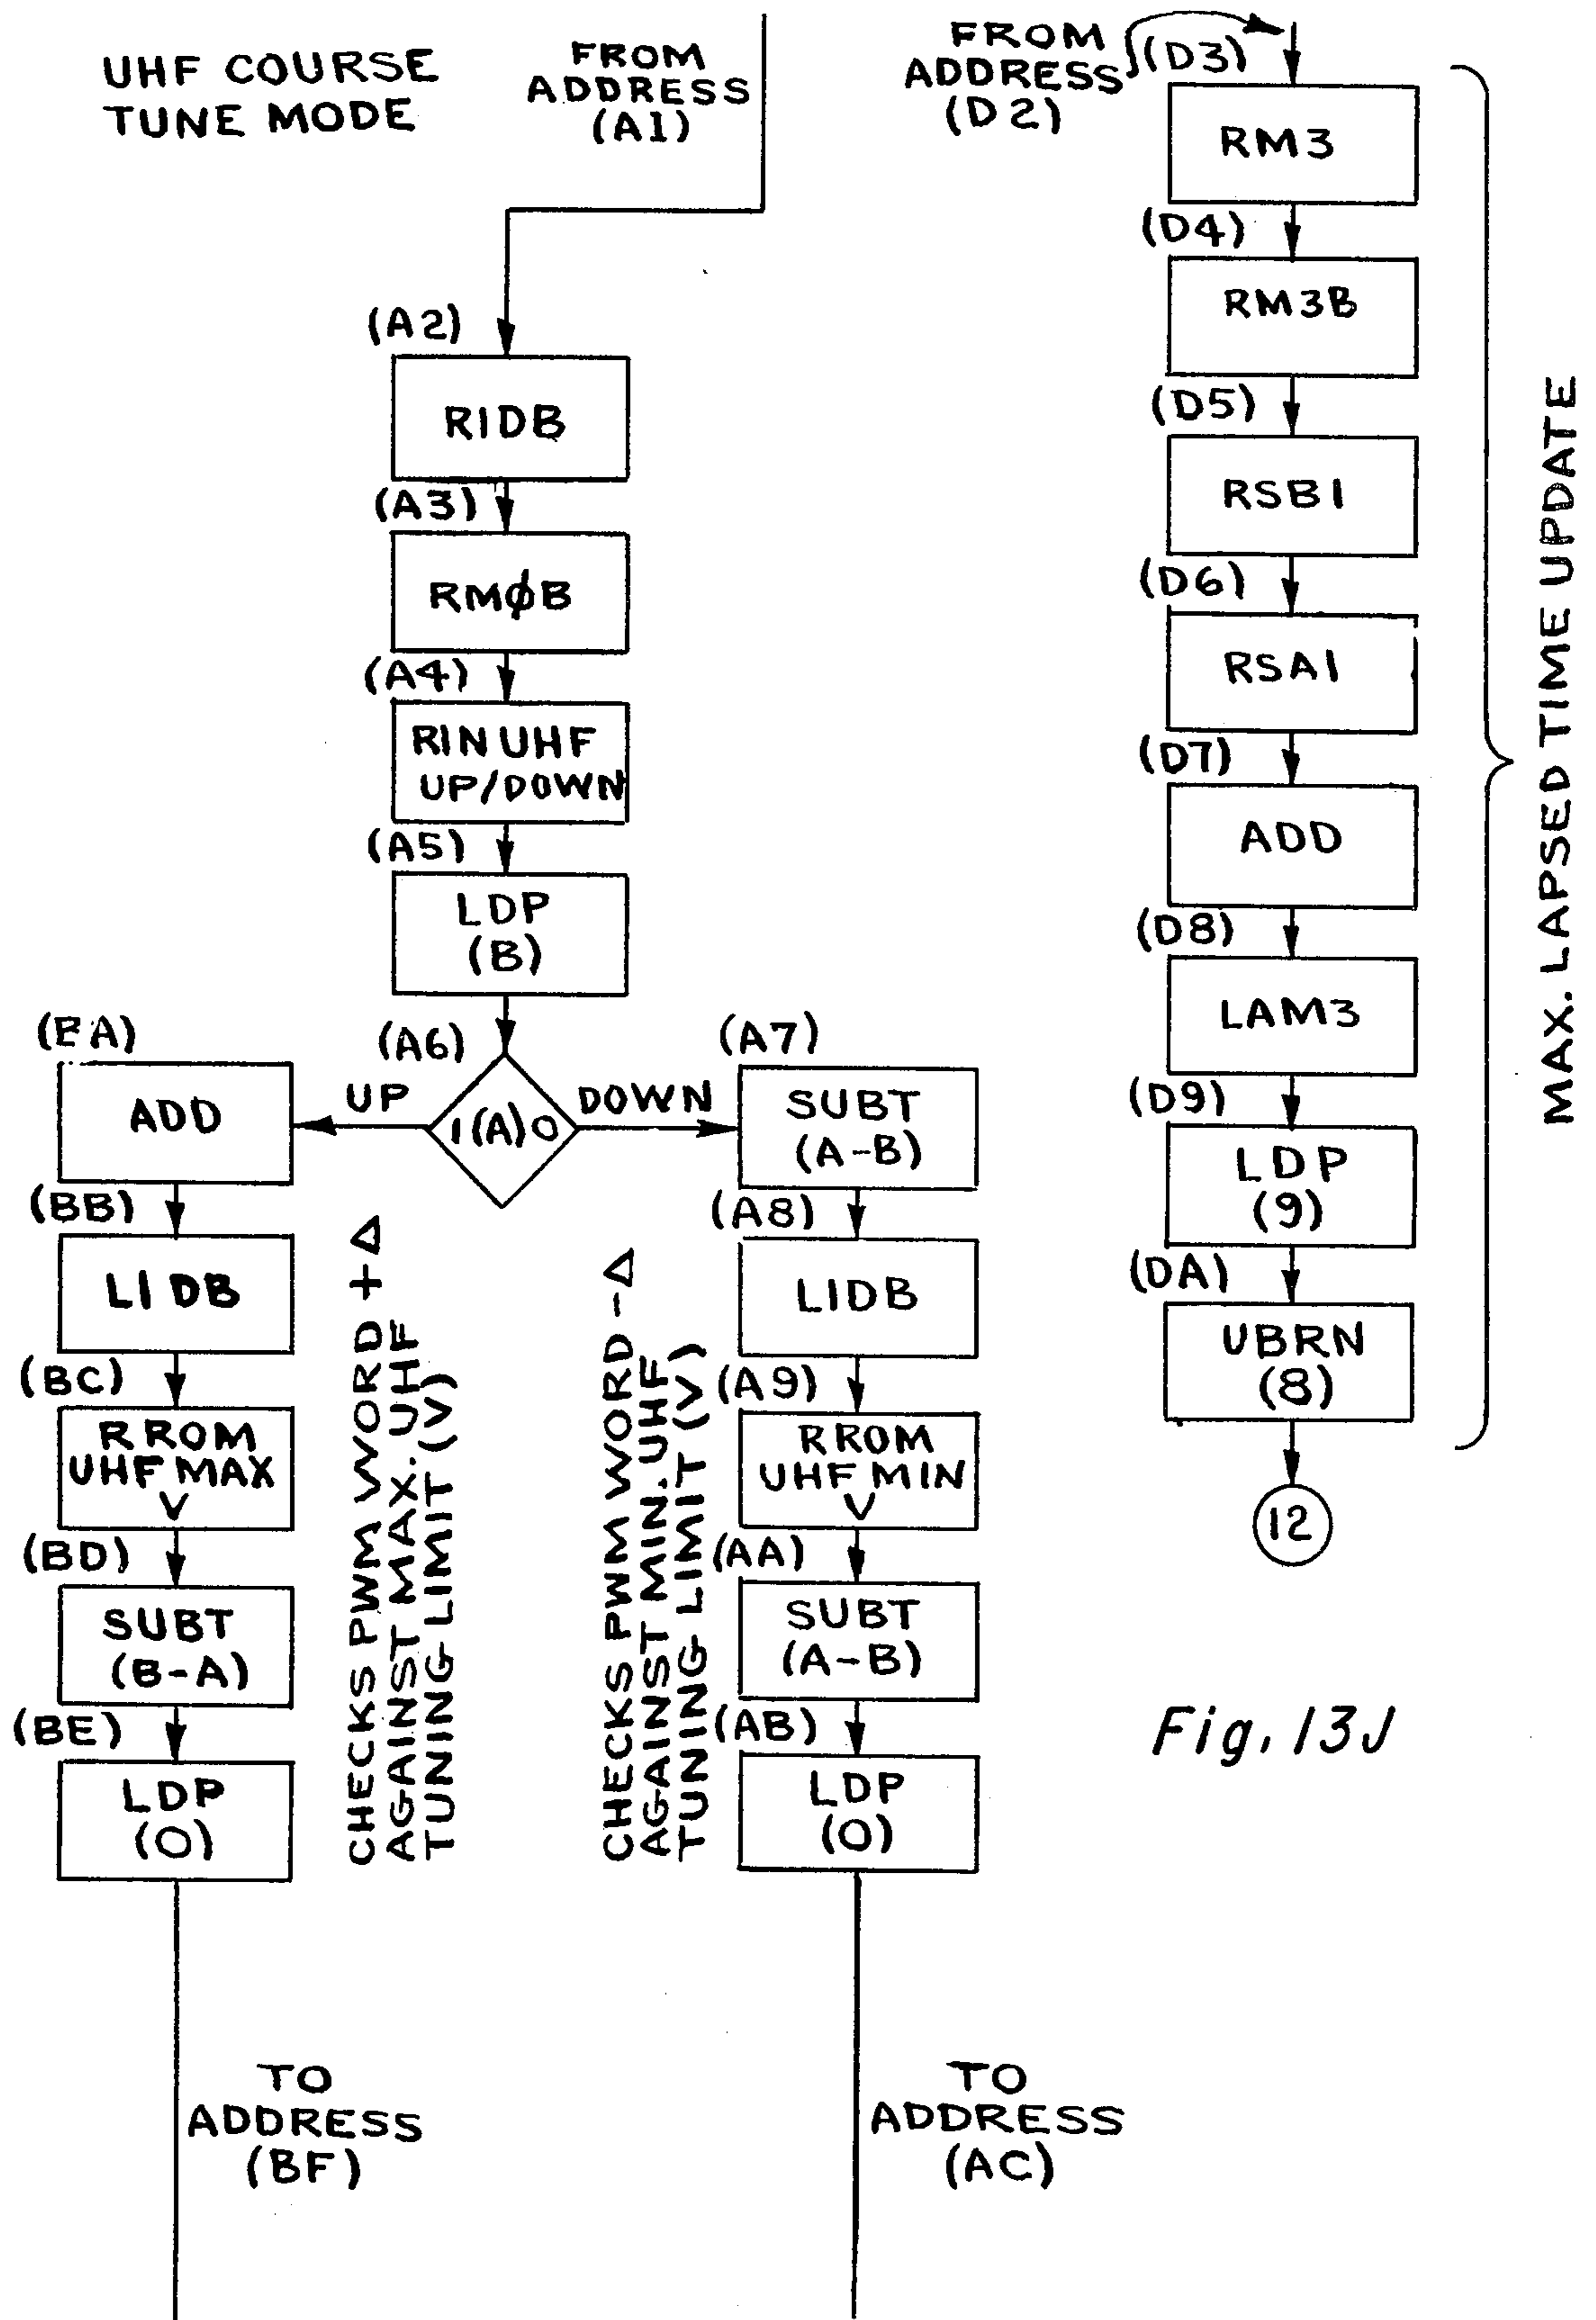 UHF COURSE
TUNE MODE
FROM
ADDRESS
(A1)
(A2)
RIDB
(A3)
RMϕB
(A4)
RIN UHF
UP/DOWN
(A5)
LDP
(B)
(A6)
1(A)0
UP
DOWN
(BA)
ADD
(BB)
LIDB
(BC)
RROM
UHF MAX
V
(BD)
SUBT
(B-A)
(BE)
LDP
(0)
TO
ADDRESS
(BF)
CHECKS PWM WORD +Δ
AGAINST MAX. UHF
TUNING LIMIT (V)
(A7)
SUBT
(A-B)
(A8)
LIDB
(A9)
RROM
UHF MIN
V
(AA)
SUBT
(A-B)
(AB)
LDP
(0)
TO
ADDRESS
(AC)
CHECKS PWM WORD -Δ
AGAINST MIN. UHF
TUNING LIMIT (V)
FROM
ADDRESS
(D2)
(D3)
RM3
(D4)
RM3B
(D5)
RSB1
(D6)
RSA1
(D7)
ADD
(D8)
LAM3
(D9)
LDP
(9)
(DA)
UBRN
(8)
12
MAX. LAPSED TIME UPDATE
Fig. 13J